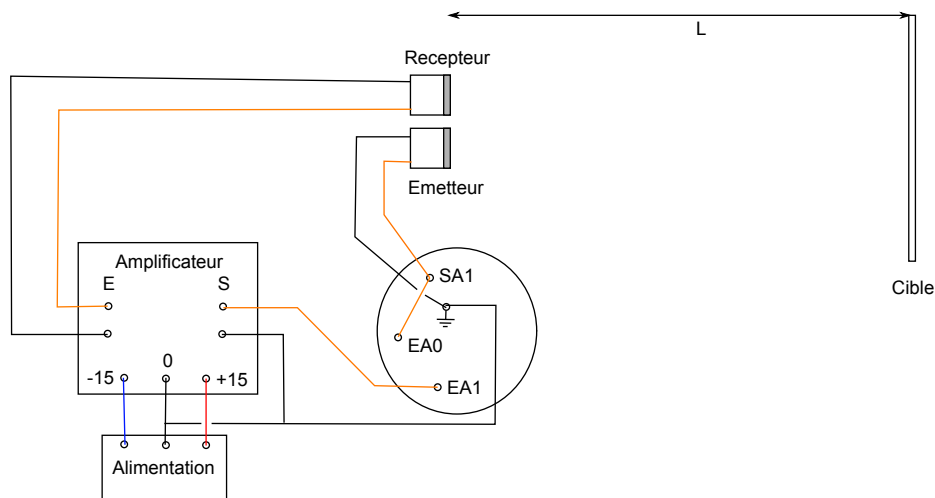 L
Recepteur
Emetteur
Cible
Amplificateur
E
S
SA1
EA0
EA1
-15
0
+15
Alimentation